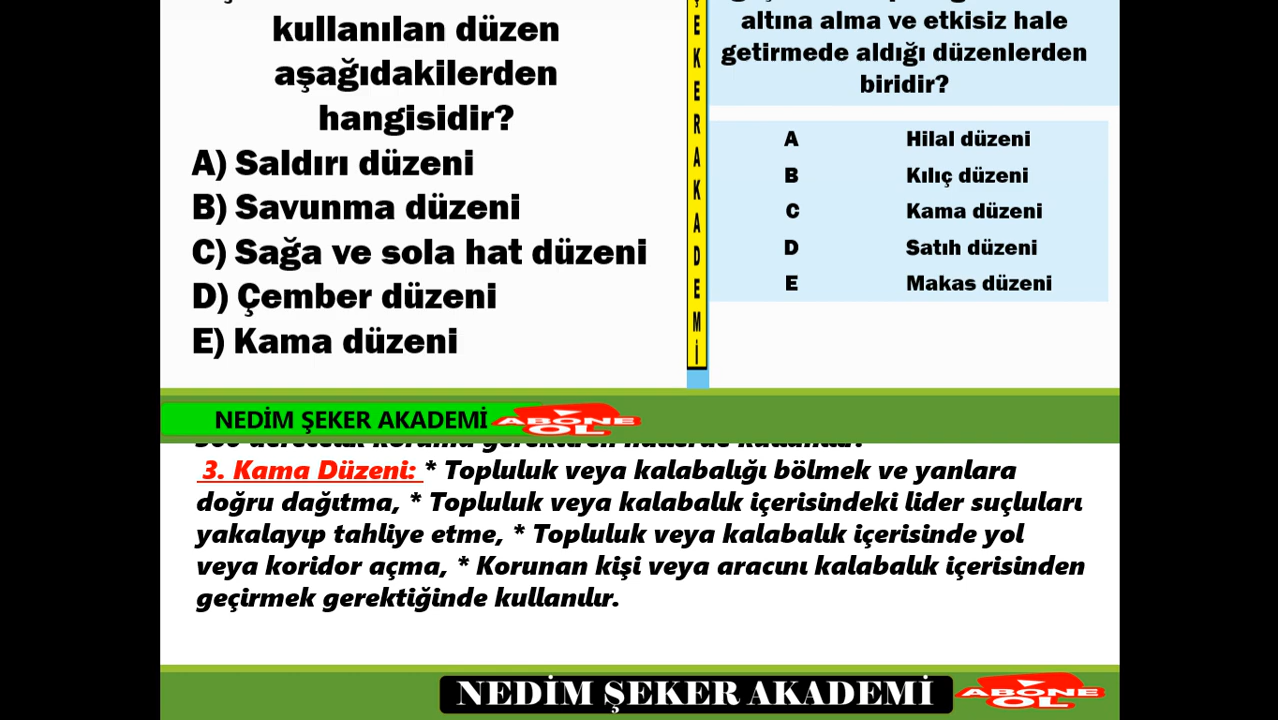 kullanılan düzen
aşağıdakilerden
hangisidir?
A) Saldırı düzeni
B) Savunma düzeni
C) Sağa ve sola hat düzeni
D) Çember düzeni
E) Kama düzeni
EKER AKADEMİ
altına alma ve etkisiz hale
getirmede aldığı düzenlerden
biridir?
A Hilal düzeni
B Kılıç düzeni
C Kama düzeni
D Satıh düzeni
E Makas düzeni
NEDİM ŞEKER AKADEMİ ABONE OL
3. Kama Düzeni: * Topluluk veya kalabalığı bölmek ve yanlara
doğru dağıtma, * Topluluk veya kalabalık içerisindeki lider suçluları
yakalayıp tahliye etme, * Topluluk veya kalabalık içerisinde yol
veya koridor açma, * Korunan kişi veya aracını kalabalık içerisinden
geçirmek gerektiğinde kullanılır.
NEDİM ŞEKER AKADEMİ ABONE OL